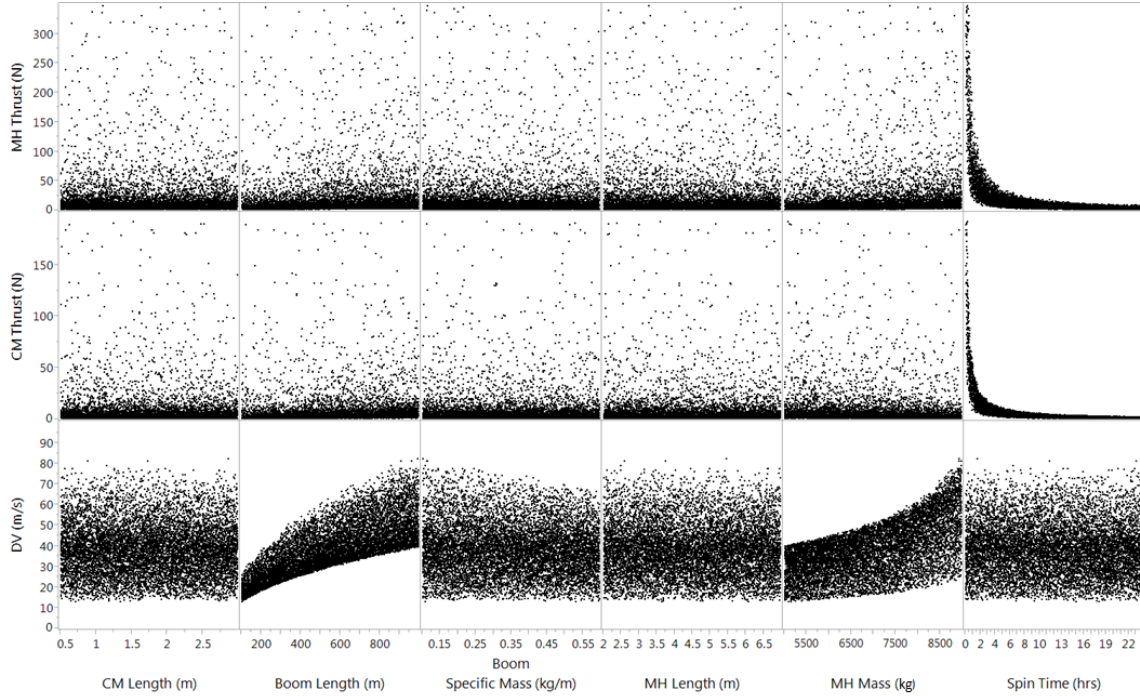 MH Thrust (N)
350
300
250
200
150
100
50
0
CM Thrust (N)
150
100
50
0
DV (m/s)
90
80
70
60
50
40
30
20
10
0
0.5 1 1.5 2 2.5
200 400 600 800
0.15 0.25 0.35 0.45 0.55
2 2.5 3 3.5 4 4.5 5 5.5 6 6.5
5500 6500 7500 8500
0 2 4 6 8 10 13 16 19 22
CM Length (m)
Boom Length (m)
Boom
Specific Mass (kg/m)
MH Length (m)
MH Mass (kg)
Spin Time (hrs)